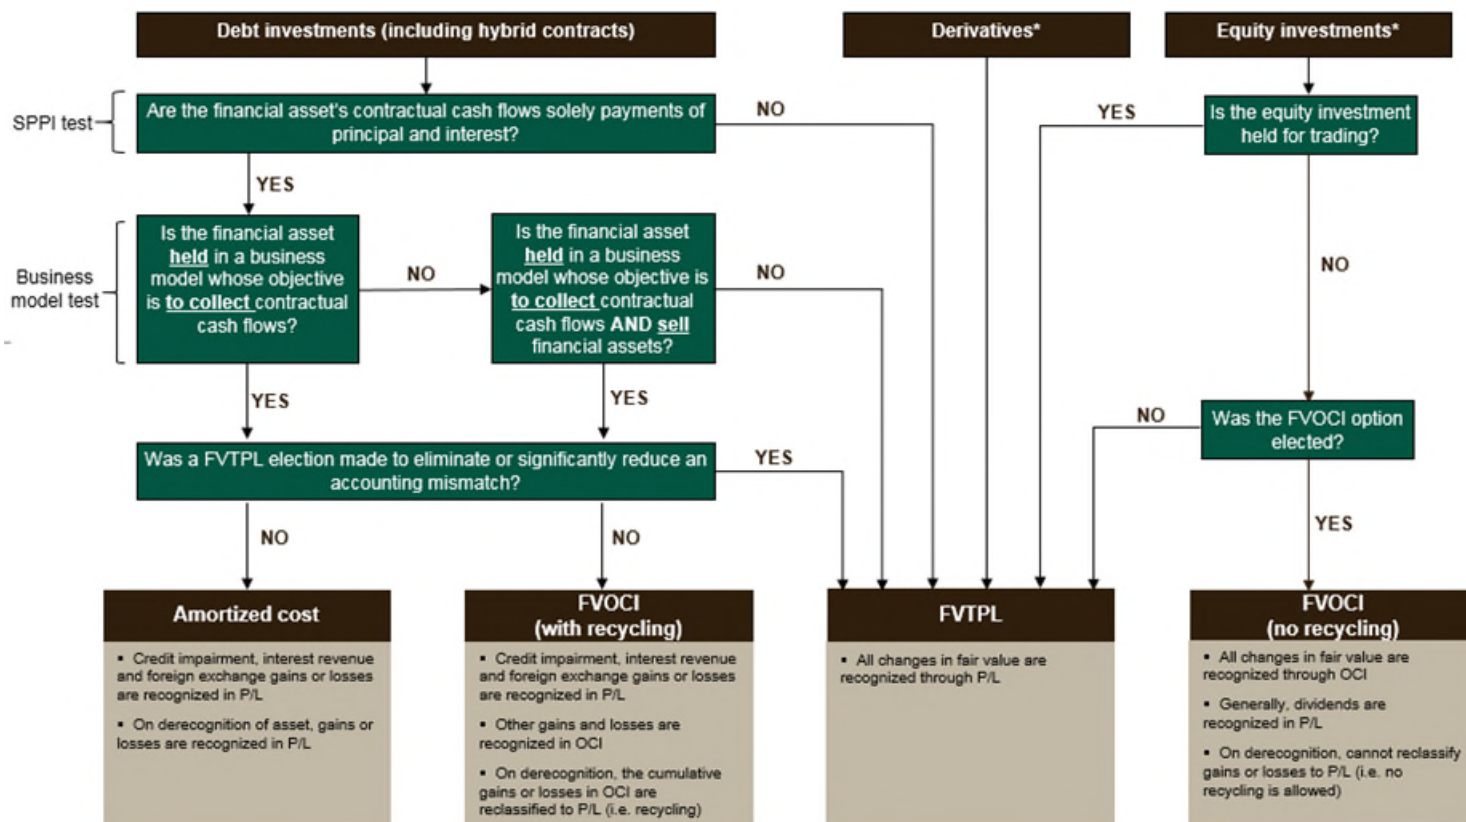 Debt investments (including hybrid contracts)
Derivatives*
Equity investments*
SPPI test
Are the financial asset's contractual cash flows solely payments of
principal and interest?
NO
YES
Is the equity investment
held for trading?
YES
NO
Business
model test
Is the financial asset
held in a business
model whose objective
is to collect contractual
cash flows?
NO
Is the financial asset
held in a business
model whose objective is
to collect contractual
cash flows AND sell
financial assets?
NO
YES
YES
NO
Was the FVOCI option
elected?
Was a FVTPL election made to eliminate or significantly reduce an
accounting mismatch?
YES
NO
NO
YES
Amortized cost
▪ Credit impairment, interest revenue
and foreign exchange gains or losses
are recognized in P/L
▪ On derecognition of asset, gains or
losses are recognized in P/L
FVOCI
(with recycling)
▪ Credit impairment, interest revenue
and foreign exchange gains or losses
are recognized in P/L
▪ Other gains and losses are
recognized in OCI
▪ On derecognition, the cumulative
gains or losses in OCI are
reclassified to P/L (i.e. recycling)
FVTPL
▪ All changes in fair value are
recognized through P/L
FVOCI
(no recycling)
▪ All changes in fair value are
recognized through OCI
▪ Generally, dividends are
recognized in P/L
▪ On derecognition, cannot reclassify
gains or losses to P/L (i.e. no
recycling is allowed)